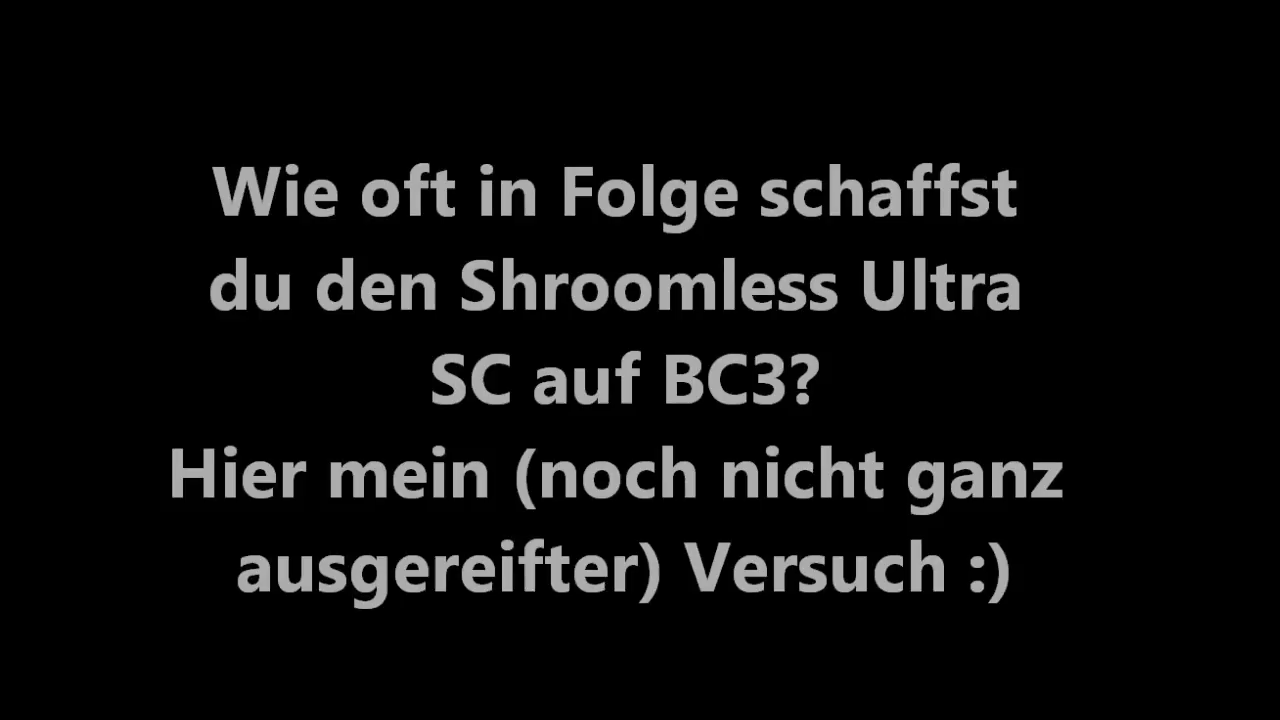 Wie oft in Folge schaffst
du den Shroomless Ultra
SC auf BC3?
Hier mein (noch nicht ganz
ausgereifter) Versuch :)